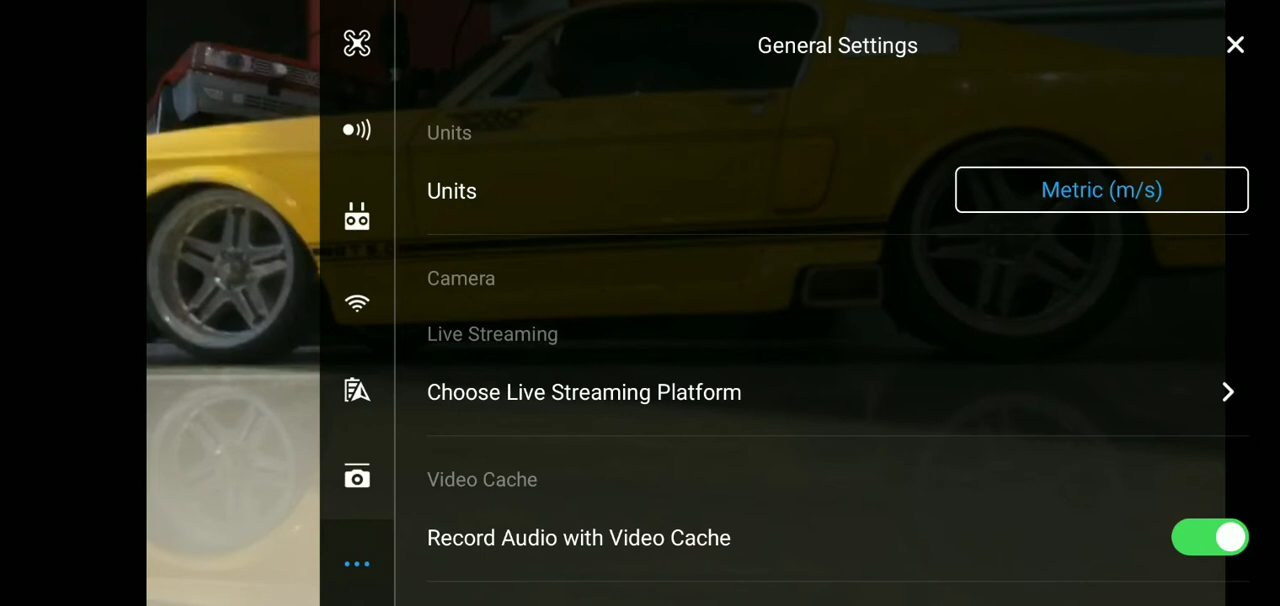 General Settings
Units
Units
Metric (m/s)
Camera
Live Streaming
Choose Live Streaming Platform
Video Cache
Record Audio with Video Cache